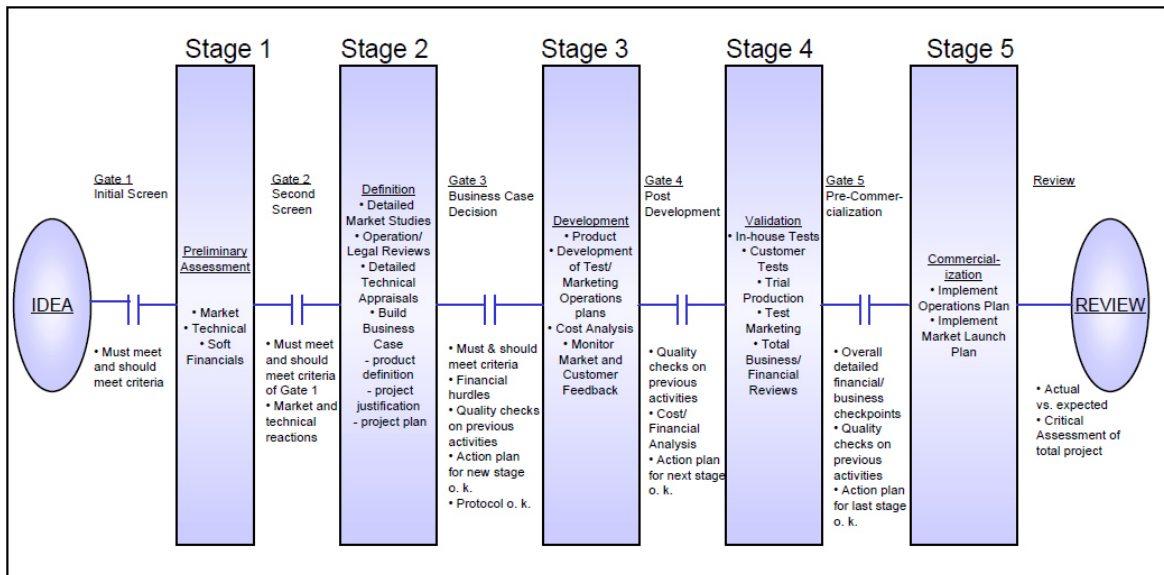 Stage 1
Stage 2
Stage 3
Stage 4
Stage 5
IDEA
Gate 1
Initial Screen
• Must meet
and should
meet criteria
Preliminary
Assessment
• Market
• Technical
• Soft
Financials
Gate 2
Second
Screen
• Must meet
and should
meet criteria
of Gate 1
• Market and
technical
reactions
Definition
• Detailed
Market Studies
• Operation/
Legal Reviews
• Detailed
Technical
Appraisals
• Build
Business
Case
- product
definition
- project
justification
- project plan
Gate 3
Business Case
Decision
• Must & should
meet criteria
• Financial
hurdles
• Quality checks
on previous
activities
• Action plan
for new stage
o. k.
• Protocol o. k.
Development
• Product
• Development
of Test/
Marketing
Operations
plans
• Cost Analysis
• Monitor
Market and
Customer
Feedback
Gate 4
Post
Development
• Quality
checks on
previous
activities
• Cost/
Financial
Analysis
• Action plan
for next stage
o. k.
Validation
• In-house Tests
• Customer
Tests
• Trial
Production
• Test
Marketing
• Total
Business/
Financial
Reviews
Gate 5
Pre-Commer-
cialization
• Overall
detailed
financial/
business
checkpoints
• Quality
checks on
previous
activities
• Action plan
for last stage
o. k.
Commercial-
ization
• Implement
Operations Plan
• Implement
Market Launch
Plan
Review
REVIEW
• Actual
vs. expected
• Critical
Assessment of
total project